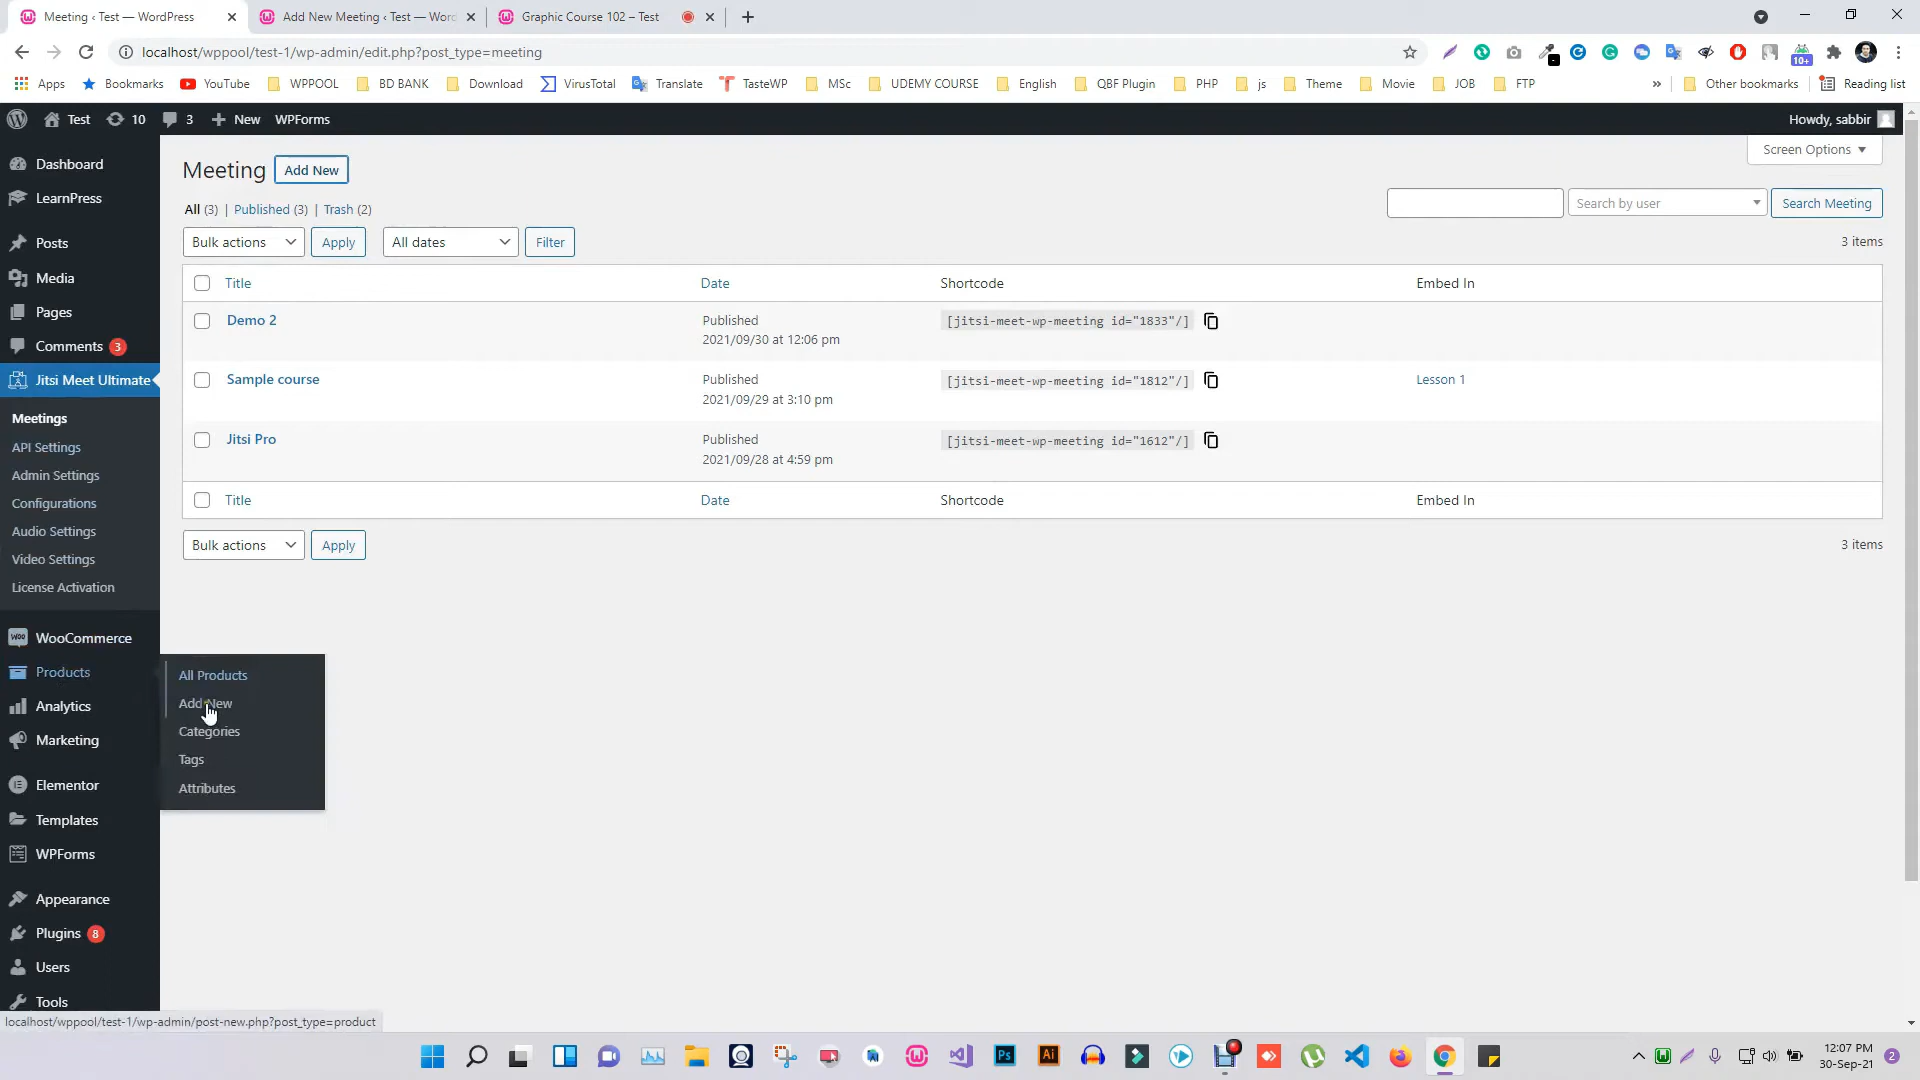 Meeting ‹ Test — WordPress
Add New Meeting ‹ Test — Word
Graphic Course 102 – Test
localhost/wppool/test-1/wp-admin/edit.php?post_type=meeting
10+
Apps
Bookmarks
YouTube
WPPOOL
BD BANK
Download
VirusTotal
Translate
TasteWP
MSc
UDEMY COURSE
English
QBF Plugin
PHP
js
Theme
Movie
JOB
FTP
»
Other bookmarks
Reading list
Test
10
3
New
WPForms
Howdy, sabbir
Dashboard
LearnPress
Posts
Media
Pages
Comments 3
Jitsi Meet Ultimate
Meetings
API Settings
Admin Settings
Configurations
Audio Settings
Video Settings
License Activation
WooCommerce
Products
Analytics
Marketing
Elementor
Templates
WPForms
Appearance
Plugins 8
Users
Tools
All Products
Add New
Categories
Tags
Attributes
Meeting Add New
Screen Options
All (3) | Published (3) | Trash (2)
Search by user
Search Meeting
Bulk actions Apply All dates Filter
3 items
Title Date Shortcode Embed In
Demo 2 Published [jitsi-meet-wp-meeting id="1833"/]
2021/09/30 at 12:06 pm
Sample course Published [jitsi-meet-wp-meeting id="1812"/] Lesson 1
2021/09/29 at 3:10 pm
Jitsi Pro Published [jitsi-meet-wp-meeting id="1612"/]
2021/09/28 at 4:59 pm
Title Date Shortcode Embed In
Bulk actions Apply
3 items
localhost/wppool/test-1/wp-admin/post-new.php?post_type=product
Ps
Ai
12:07 PM
30-Sep-21
2